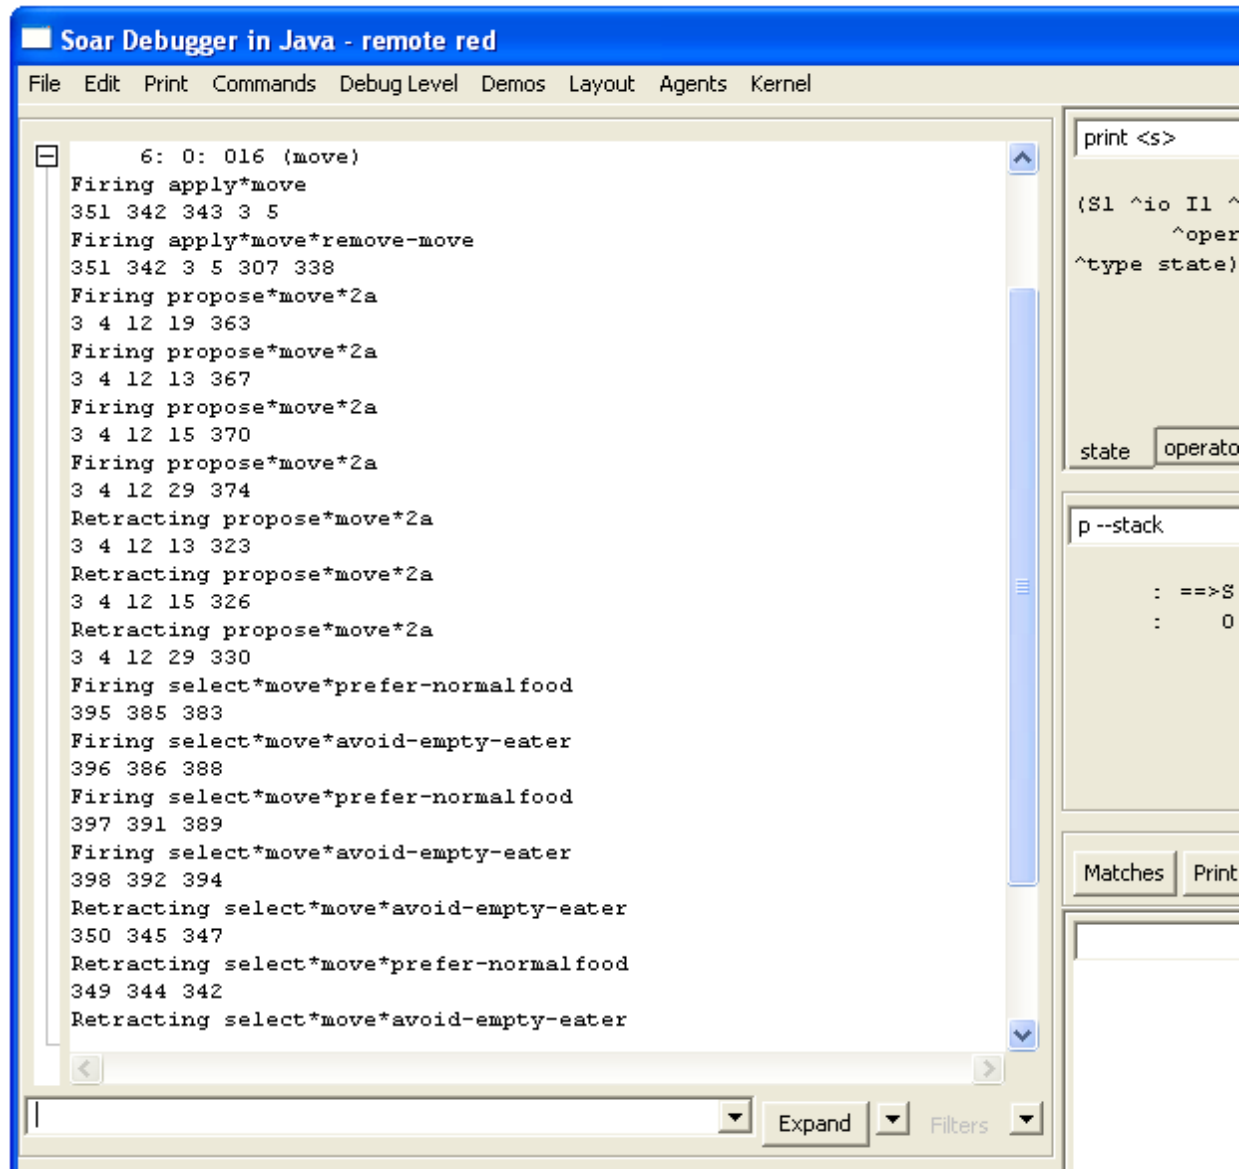 Soar Debugger in Java - remote red
File Edit Print Commands Debug Level Demos Layout Agents Kernel
6: O: O16 (move)
Firing apply*move
351 342 343 3 5
Firing apply*move*remove-move
351 342 3 5 307 338
Firing propose*move*2a
3 4 12 19 363
Firing propose*move*2a
3 4 12 13 367
Firing propose*move*2a
3 4 12 15 370
Firing propose*move*2a
3 4 12 29 374
Retracting propose*move*2a
3 4 12 13 323
Retracting propose*move*2a
3 4 12 15 326
Retracting propose*move*2a
3 4 12 29 330
Firing select*move*prefer-normalfood
395 385 383
Firing select*move*avoid-empty-eater
396 386 388
Firing select*move*prefer-normalfood
397 391 389
Firing select*move*avoid-empty-eater
398 392 394
Retracting select*move*avoid-empty-eater
350 345 347
Retracting select*move*prefer-normalfood
349 344 342
Retracting select*move*avoid-empty-eater
Expand Filters
print <s>
(S1 ^io I1 ^
^oper
^type state)
state operato
p --stack
: ==>S
: O
Matches Print